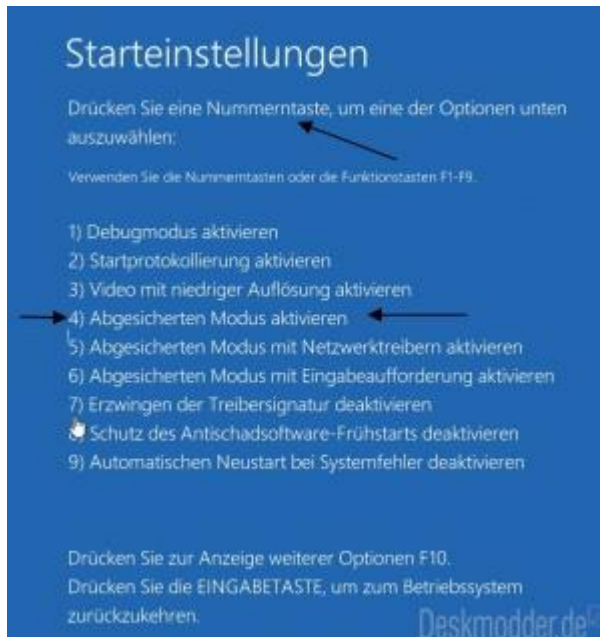 Starteinstellungen
Drücken Sie eine Nummerntaste, um eine der Optionen unten
auszuwählen:
Verwenden Sie die Nummerntasten oder die Funktionstasten F1-F9.
1) Debugmodus aktivieren
2) Startprotokollierung aktivieren
3) Video mit niedriger Auflösung aktivieren
4) Abgesicherten Modus aktivieren
5) Abgesicherten Modus mit Netzwerktreibern aktivieren
6) Abgesicherten Modus mit Eingabeaufforderung aktivieren
7) Erzwingen der Treibersignatur deaktivieren
Schutz des Antischadsoftware-Frühstarts deaktivieren
9) Automatischen Neustart bei Systemfehler deaktivieren
Drücken Sie zur Anzeige weiterer Optionen F10.
Drücken Sie die EINGABETASTE, um zum Betriebssystem
zurückzukehren.
Deskmodder.de